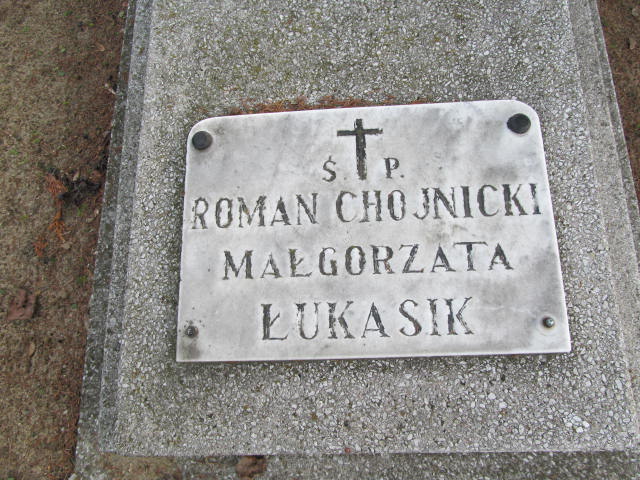 Ś. P.
ROMAN CHOJNICKI
MAŁGORZATA
ŁUKASIK